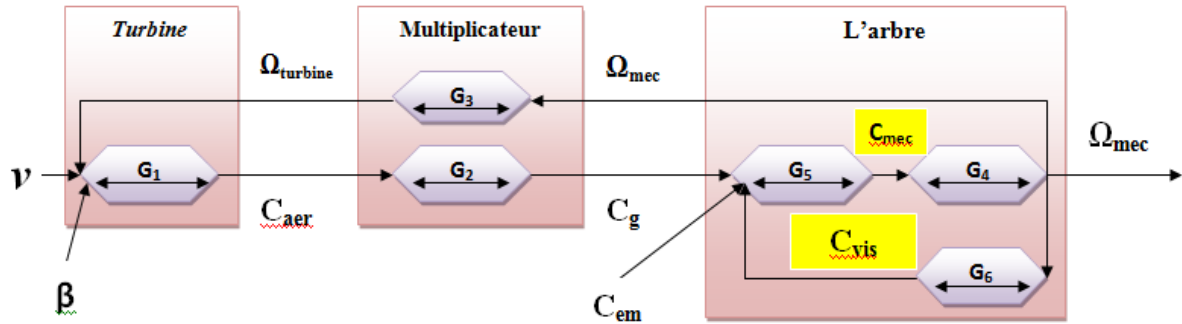 Turbine
Multiplicateur
L'arbre
Ωturbine
Ωmec
G3
Cmec
Ωmec
v
G1
G2
G5
G4
Caer
Cg
Cvis
G6
β
Cem